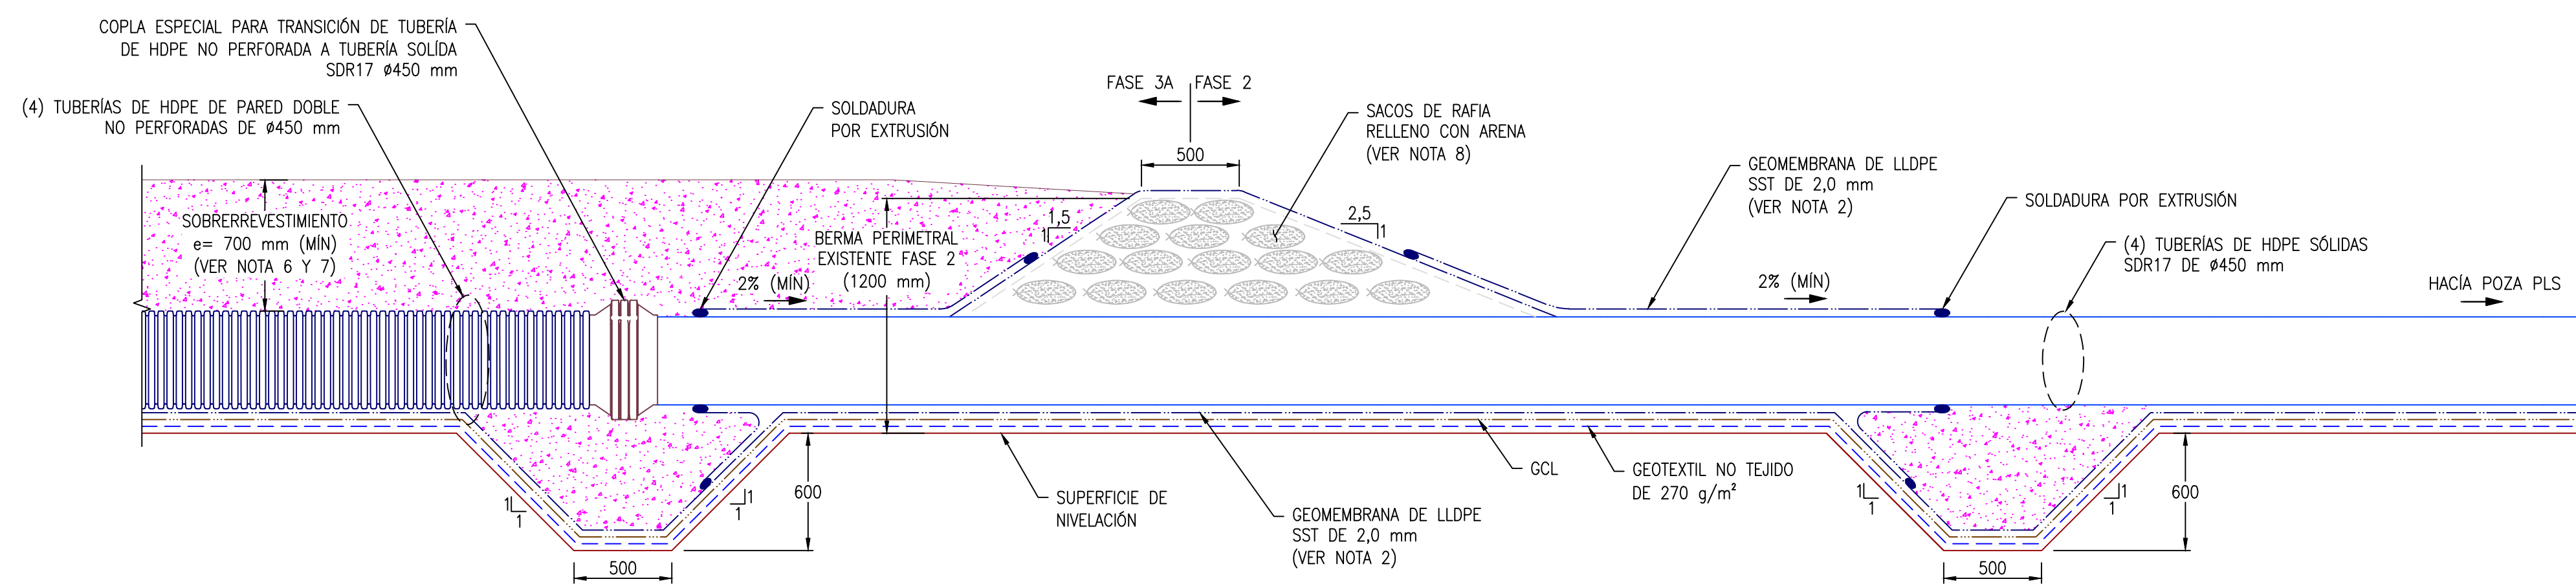 COPLA ESPECIAL PARA TRANSICIÓN DE TUBERÍA
DE HDPE NO PERFORADA A TUBERÍA SOLÍDA
SDR17 ø450 mm
(4) TUBERÍAS DE HDPE DE PARED DOBLE
NO PERFORADAS DE ø450 mm
SOLDADURA
POR EXTRUSIÓN
FASE 3A
FASE 2
500
SACOS DE RAFIA
RELLENO CON ARENA
(VER NOTA 8)
GEOMEMBRANA DE LLDPE
SST DE 2,0 mm
(VER NOTA 2)
SOLDADURA POR EXTRUSIÓN
(4) TUBERÍAS DE HDPE SÓLIDAS
SDR17 DE ø450 mm
HACÍA POZA PLS
SOBRERREVESTIMIENTO
e= 700 mm (MÍN)
(VER NOTA 6 Y 7)
BERMA PERIMETRAL
EXISTENTE FASE 2
(1200 mm)
1,5
1
2,5
1
2% (MÍN)
2% (MÍN)
1
1
1
1
600
500
SUPERFICIE DE
NIVELACIÓN
GEOMEMBRANA DE LLDPE
SST DE 2,0 mm
(VER NOTA 2)
GCL
GEOTEXTIL NO TEJIDO
DE 270 g/m²
1
1
1
1
600
500